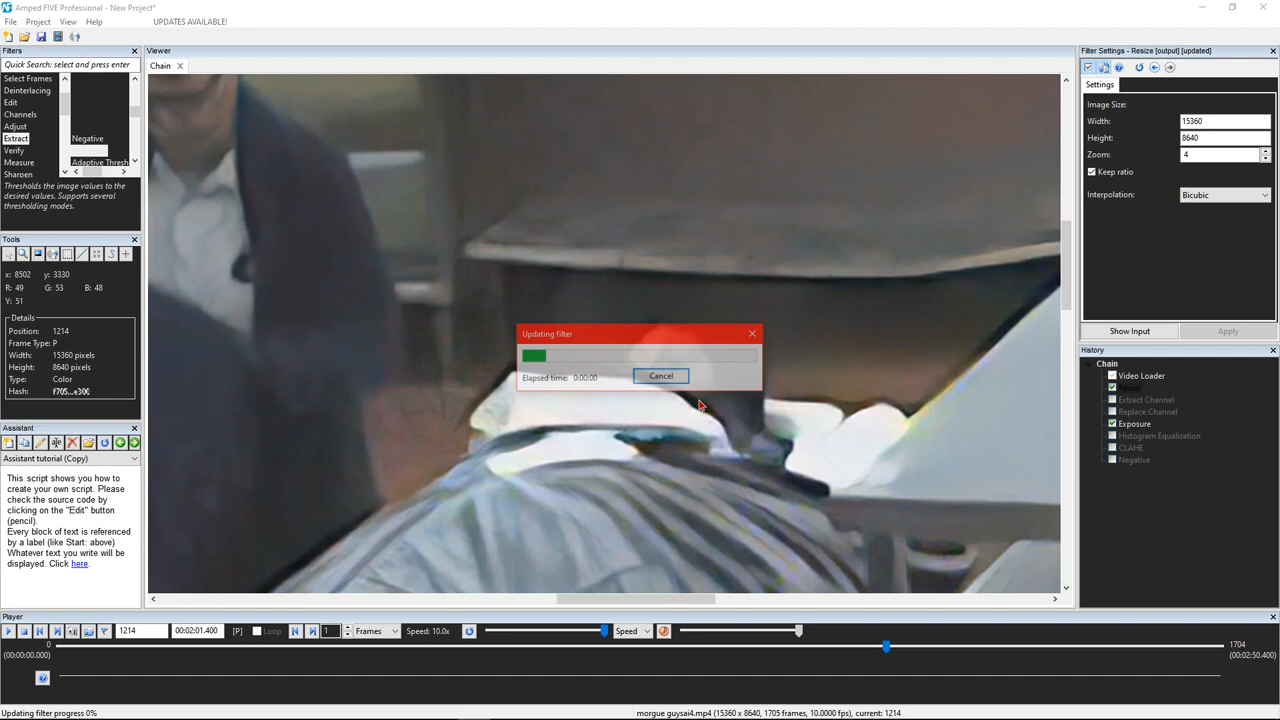 Amped FIVE Professional - New Project*
File Project View Help UPDATES AVAILABLE!
Filters
Quick Search: select and press enter
Select Frames
Deinterlacing
Edit
Channels
Adjust
Extract
Verify
Measure
Sharpen
Negative
Adaptive Thresh
Thresholds the image values to the
desired values. Supports several
thresholding modes.
Tools
x: 8502 y: 3330
R: 49 G: 53 B: 48
Y: 51
Details
Position: 1214
Frame Type: P
Width: 15360 pixels
Height: 8640 pixels
Type: Color
Hash: f705...e300
Assistant
Assistant tutorial (Copy)
This script shows you how to
create your own script. Please
check the source code by
clicking on the "Edit" button
(pencil).
Every block of text is referenced
by a label (like Start: above)
Whatever text you write will be
displayed. Click here.
Viewer
Chain
Updating filter
Elapsed time: 0:00:00
Cancel
Filter Settings - Resize [output] [updated]
Settings
Image Size:
Width: 15360
Height: 8640
Zoom: 4
Keep ratio
Interpolation: Bicubic
Show Input Apply
History
Chain
Video Loader
Resize
Extract Channel
Replace Channel
Exposure
Histogram Equalization
CLAHE
Negative
Player
1214 00:02:01.400 [P] Loop 1 Frames Speed: 10.0x Speed
0 1704
(00:00:00.000) (00:02:50.400)
Updating filter progress 0% morgue guysai4.mp4 (15360 x 8640, 1705 frames, 10.0000 fps), current: 1214